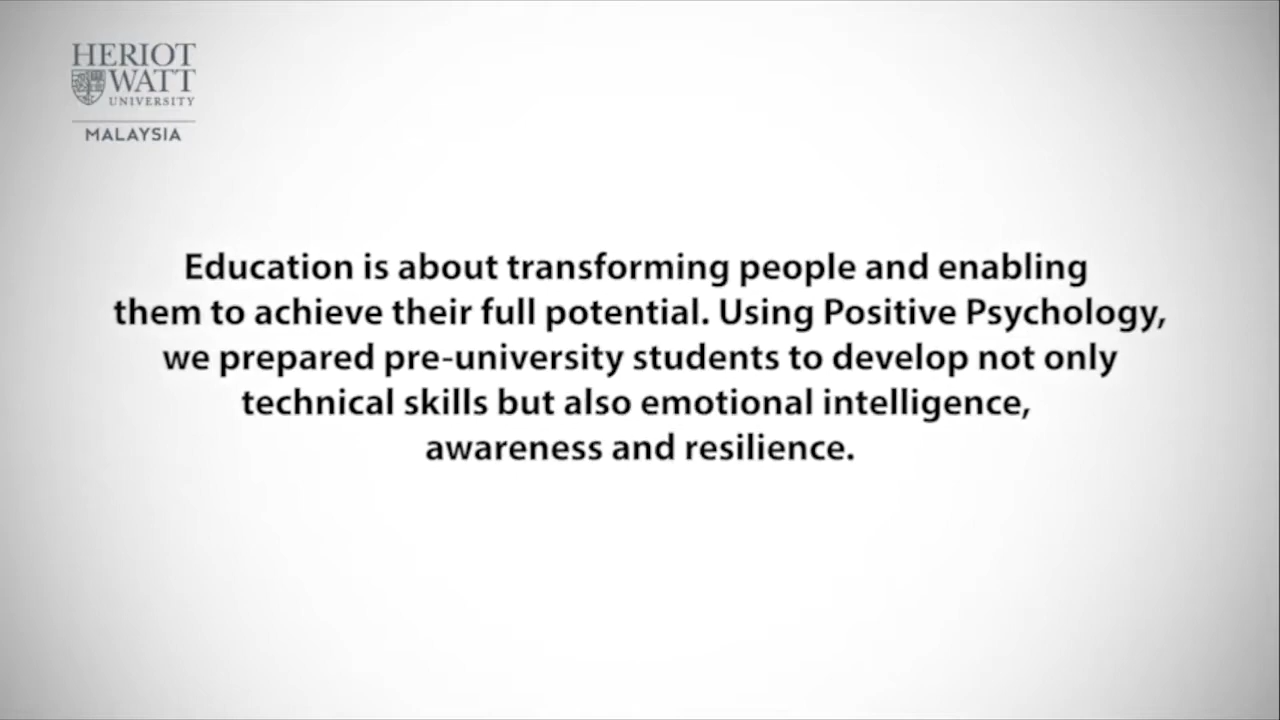 HERIOT
WATT
UNIVERSITY
MALAYSIA
Education is about transforming people and enabling
them to achieve their full potential. Using Positive Psychology,
we prepared pre-university students to develop not only
technical skills but also emotional intelligence,
awareness and resilience.